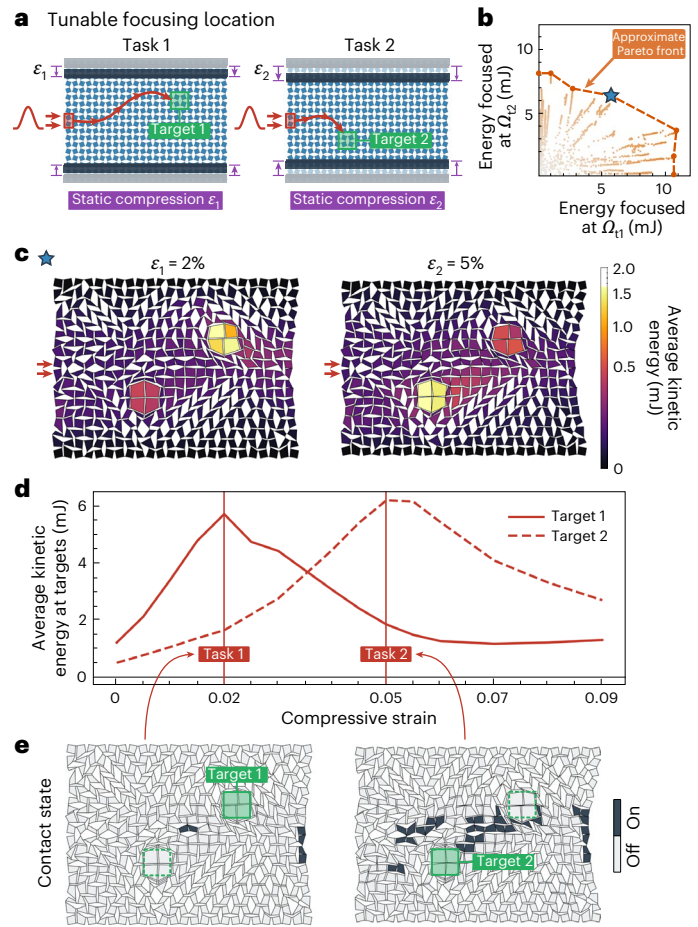 a Tunable focusing location
Task 1
Task 2
ε1
ε2
Target 1
Target 2
Static compression ε1
Static compression ε2
b
Energy focused
at Ωt2 (mJ)
10
5
Approximate
Pareto front
5
10
Energy focused
at Ωt1 (mJ)
c
ε1 = 2%
ε2 = 5%
2.0
1.5
1.0
0.5
0
Average kinetic
energy (mJ)
d
Average kinetic
energy at targets (mJ)
6
4
2
0
Target 1
Target 2
Task 1
Task 2
0
0.02
0.05
0.07
0.09
Compressive strain
e
Contact state
Target 1
Target 2
On
Off